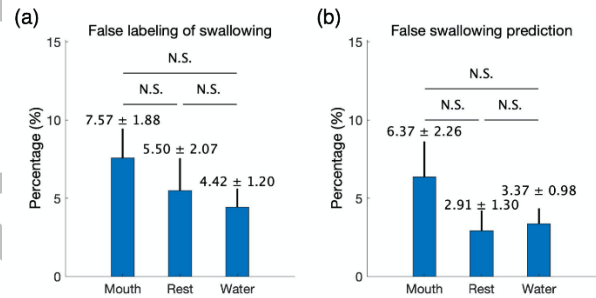 (a)
False labeling of swallowing
15
N.S.
N.S. N.S.
10
7.57 ± 1.88
5.50 ± 2.07
4.42 ± 1.20
5
0
Percentage (%)
Mouth Rest Water
(b)
False swallowing prediction
15
N.S.
N.S. N.S.
10
6.37 ± 2.26
3.37 ± 0.98
2.91 ± 1.30
5
0
Percentage (%)
Mouth Rest Water